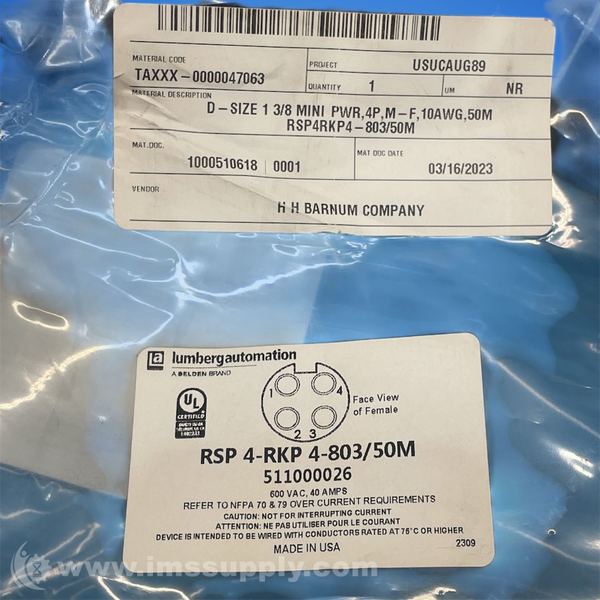 MATERIAL CODE
TAXXX-0000047063
PROJECT
USUCAUG89
QUANTITY 1 UM NR
MATERIAL DESCRIPTION
D-SIZE 1 3/8 MINI PWR,4P,M-F,10AWG,50M
RSP4RKP4-803/50M
MAT.DOC.
1000510618 0001
MAT DOC DATE
03/16/2023
VENDOR
H H BARNUM COMPANY
la lumbergautomation
A BELDEN BRAND
UL
CERTIFIED
1 4
2 3
Face View
of Female
RSP 4-RKP 4-803/50M
511000026
600 VAC, 40 AMPS
REFER TO NFPA 70 & 79 OVER CURRENT REQUIREMENTS
CAUTION: NOT FOR INTERRUPTING CURRENT
ATTENTION: NE PAS UTILISER POUR LE COURANT
DEVICE IS INTENDED TO BE WIRED WITH CONDUCTORS RATED AT 75°C OR HIGHER
MADE IN USA
2309
www.imssupply.com